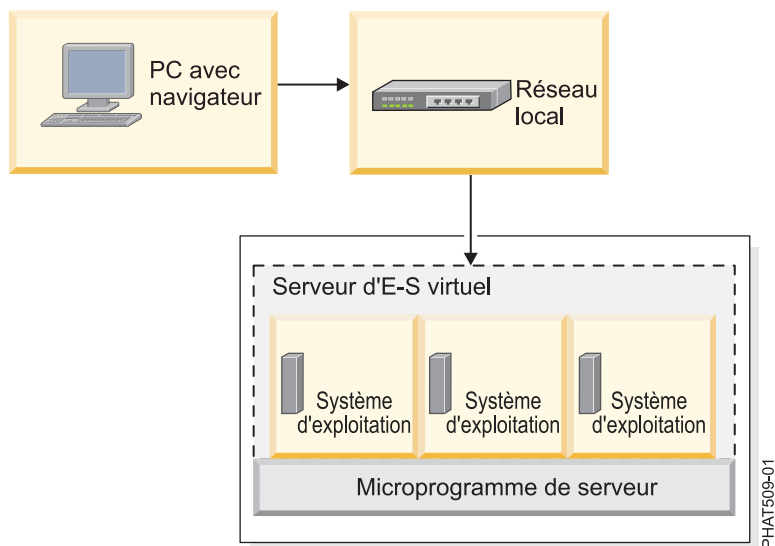 PC avec
navigateur
Réseau
local
Serveur d'E-S virtuel
Système
d'exploitation
Système
d'exploitation
Système
d'exploitation
Microprogramme de serveur
PHAT509-01